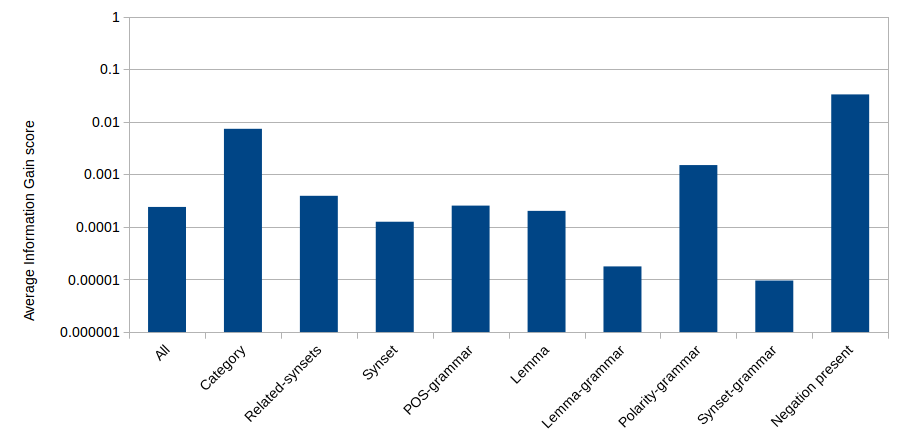 1
0.1
0.01
0.001
0.0001
0.00001
0.000001
Average Information Gain score
All
Category
Related-synsets
Synset
POS-grammar
Lemma
Lemma-grammar
Polarity-grammar
Synset-grammar
Negation present